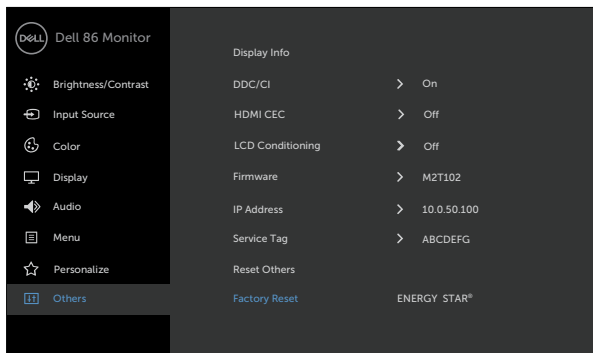 DELL Dell 86 Monitor
Brightness/Contrast
Input Source
Color
Display
Audio
Menu
Personalize
Others
Display Info
DDC/CI On
HDMI CEC Off
LCD Conditioning Off
Firmware M2T102
IP Address 10.0.50.100
Service Tag ABCDEFG
Reset Others
Factory Reset ENERGY STAR®